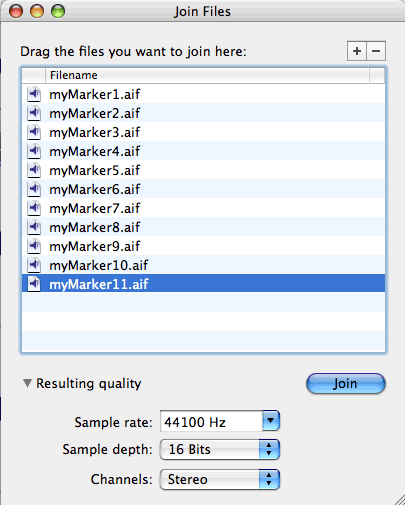 Join Files
Drag the files you want to join here:
+ −
Filename
myMarker1.aif
myMarker2.aif
myMarker3.aif
myMarker4.aif
myMarker5.aif
myMarker6.aif
myMarker7.aif
myMarker8.aif
myMarker9.aif
myMarker10.aif
myMarker11.aif
Resulting quality
Join
Sample rate: 44100 Hz
Sample depth: 16 Bits
Channels: Stereo